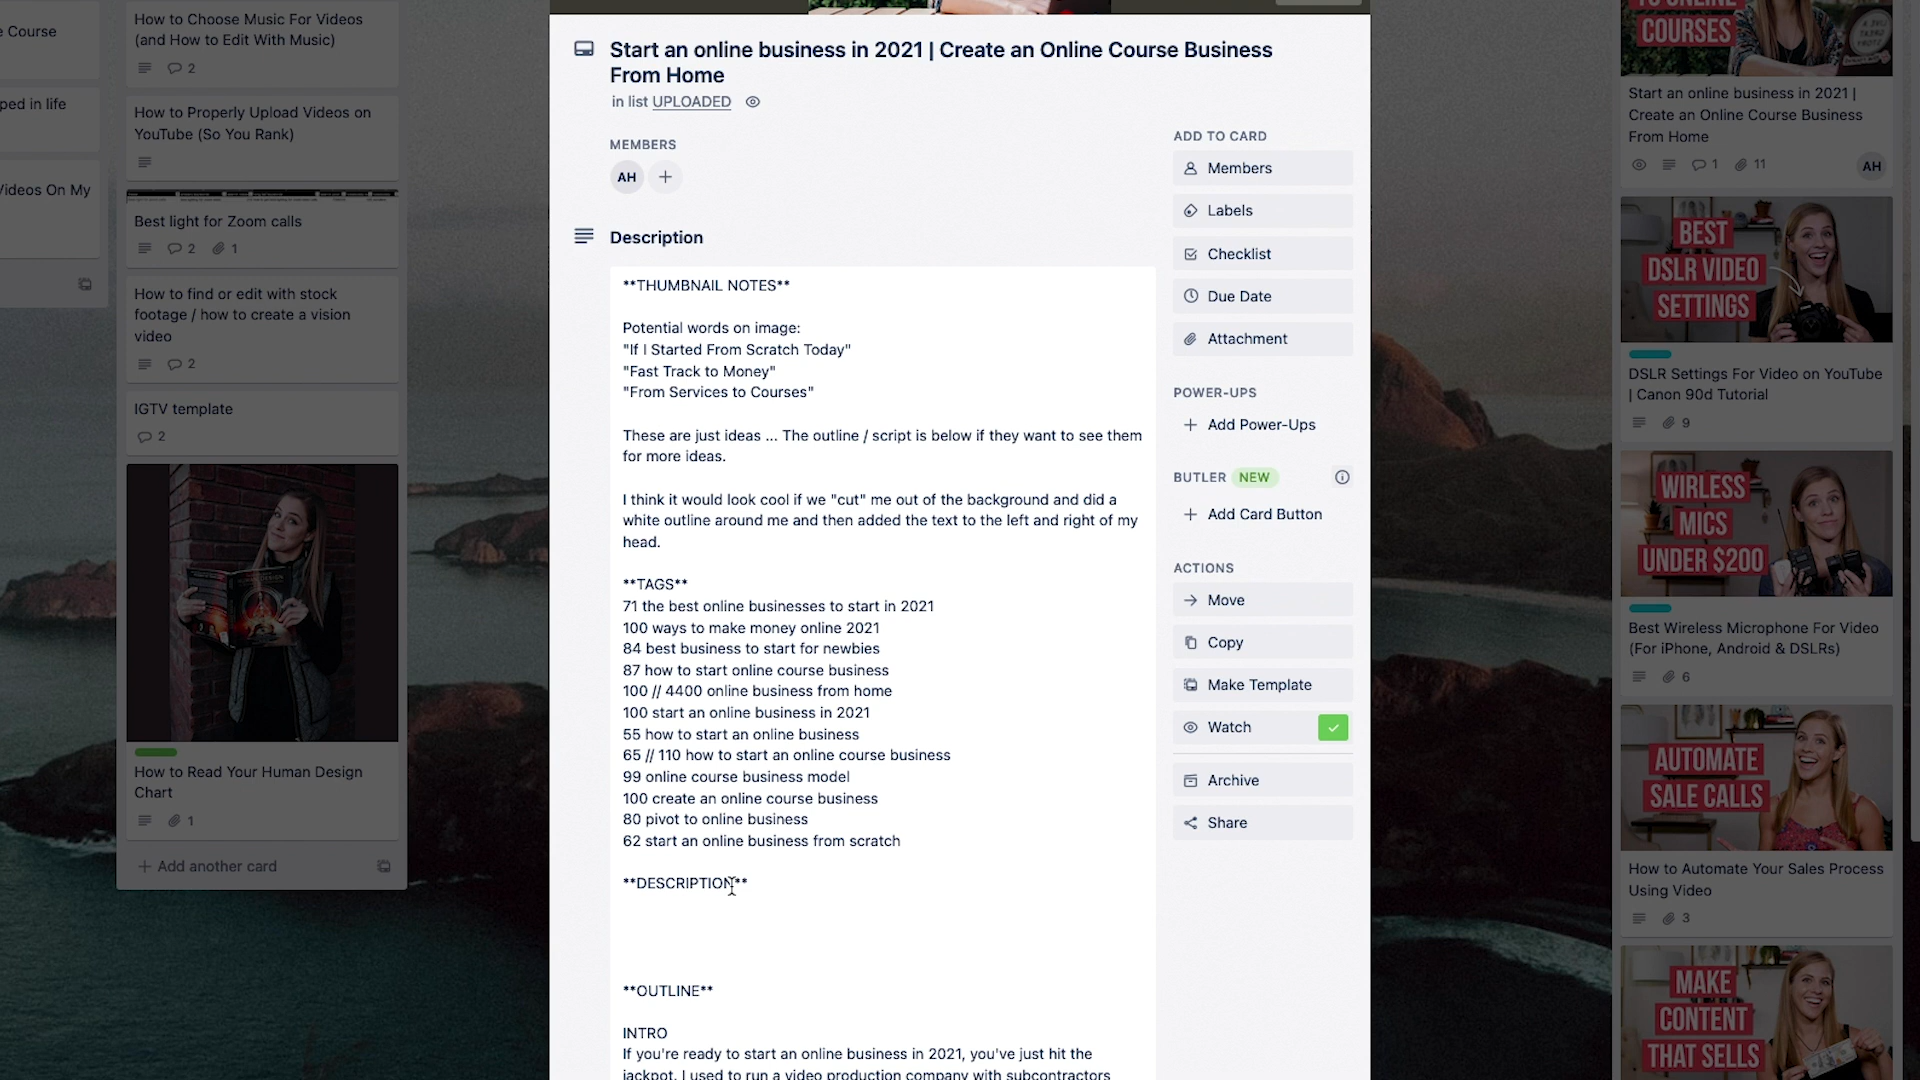 e Course
ped in life
Videos On My
How to Choose Music For Videos
(and How to Edit With Music)
2
How to Properly Upload Videos on
YouTube (So You Rank)
Best light for Zoom calls
2 1
How to find or edit with stock
footage / how to create a vision
video
2
IGTV template
2
How to Read Your Human Design
Chart
1
+ Add another card
Start an online business in 2021 | Create an Online Course Business
From Home
in list UPLOADED
MEMBERS
AH
Description
**THUMBNAIL NOTES**
Potential words on image:
"If I Started From Scratch Today"
"Fast Track to Money"
"From Services to Courses"
These are just ideas ... The outline / script is below if they want to see them
for more ideas.
I think it would look cool if we "cut" me out of the background and did a
white outline around me and then added the text to the left and right of my
head.
**TAGS**
71 the best online businesses to start in 2021
100 ways to make money online 2021
84 best business to start for newbies
87 how to start online course business
100 // 4400 online business from home
100 start an online business in 2021
55 how to start an online business
65 // 110 how to start an online course business
99 online course business model
100 create an online course business
80 pivot to online business
62 start an online business from scratch
**DESCRIPTION**
**OUTLINE**
INTRO
If you're ready to start an online business in 2021, you've just hit the
jackpot. I used to run a video production company with subcontractors
ADD TO CARD
Members
Labels
Checklist
Due Date
Attachment
POWER-UPS
+ Add Power-Ups
BUTLER NEW
+ Add Card Button
ACTIONS
Move
Copy
Make Template
Watch
Archive
Share
TO ONLINE
COURSES
Start an online business in 2021 |
Create an Online Course Business
From Home
1 11
AH
BEST
DSLR VIDEO
SETTINGS
DSLR Settings For Video on YouTube
| Canon 90d Tutorial
9
WIRLESS
MICS
UNDER $200
Best Wireless Microphone For Video
(For iPhone, Android & DSLRs)
6
AUTOMATE
SALE CALLS
How to Automate Your Sales Process
Using Video
3
MAKE
CONTENT
THAT SELLS